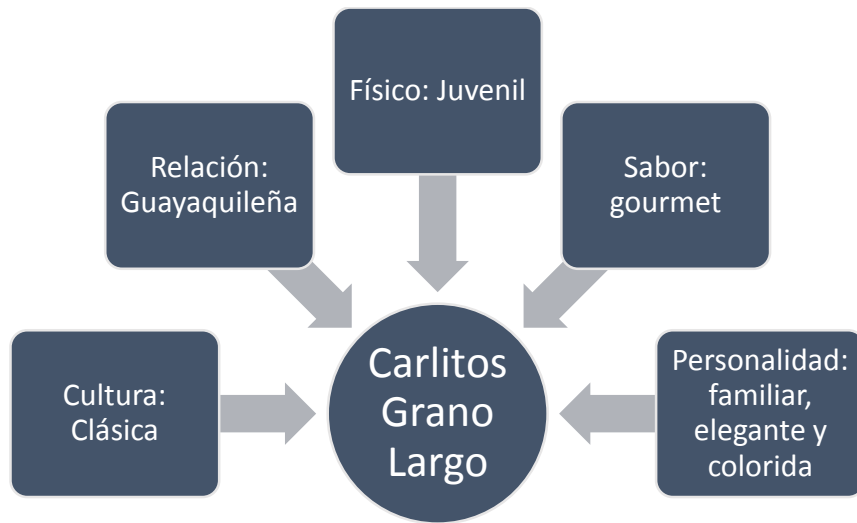 Físico: Juvenil
Relación:
Guayaquileña
Sabor:
gourmet
Cultura:
Clásica
Carlitos
Grano
Largo
Personalidad:
familiar,
elegante y
colorida